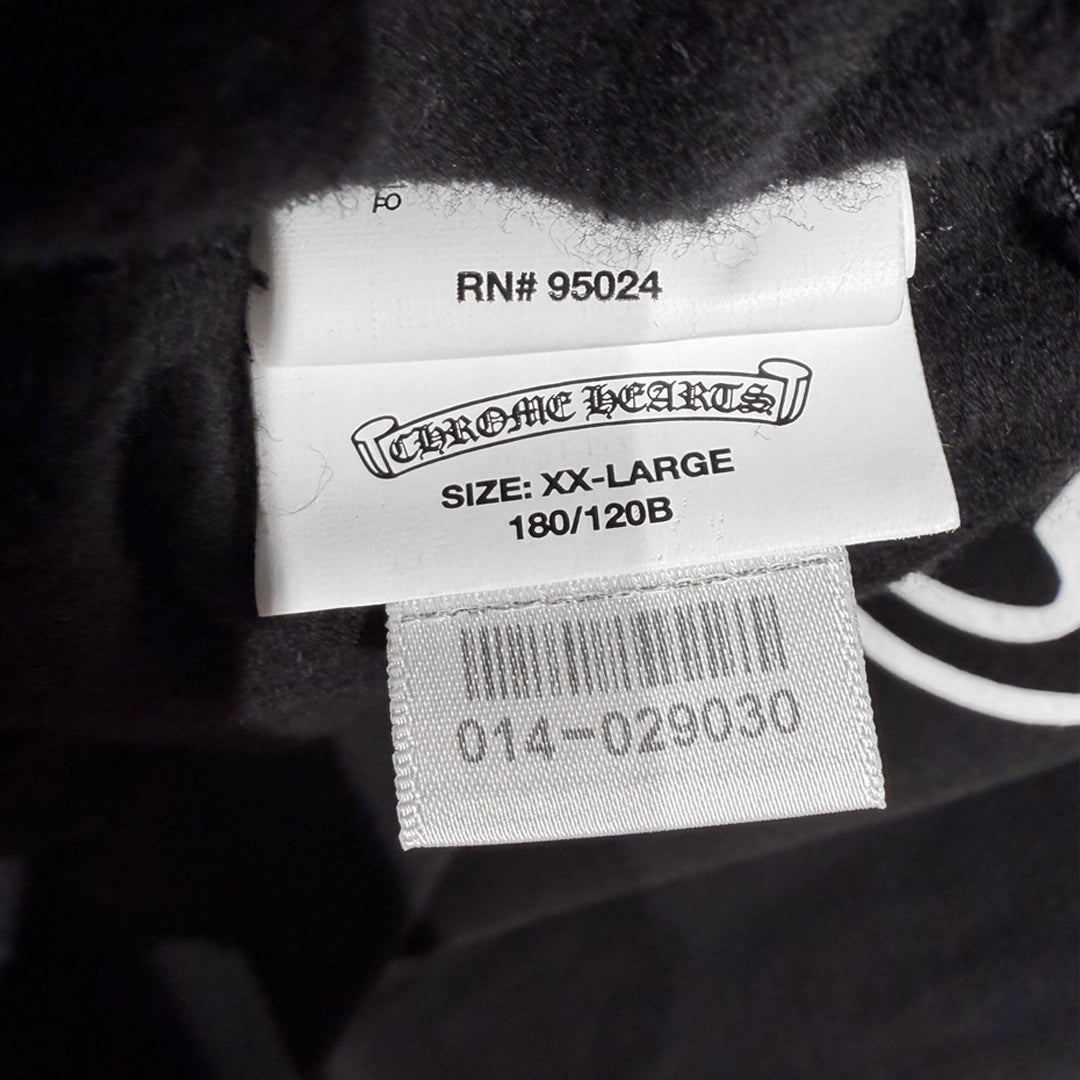 FO
RN# 95024
CHROME HEARTS
SIZE: XX-LARGE
180/120B
014-029030